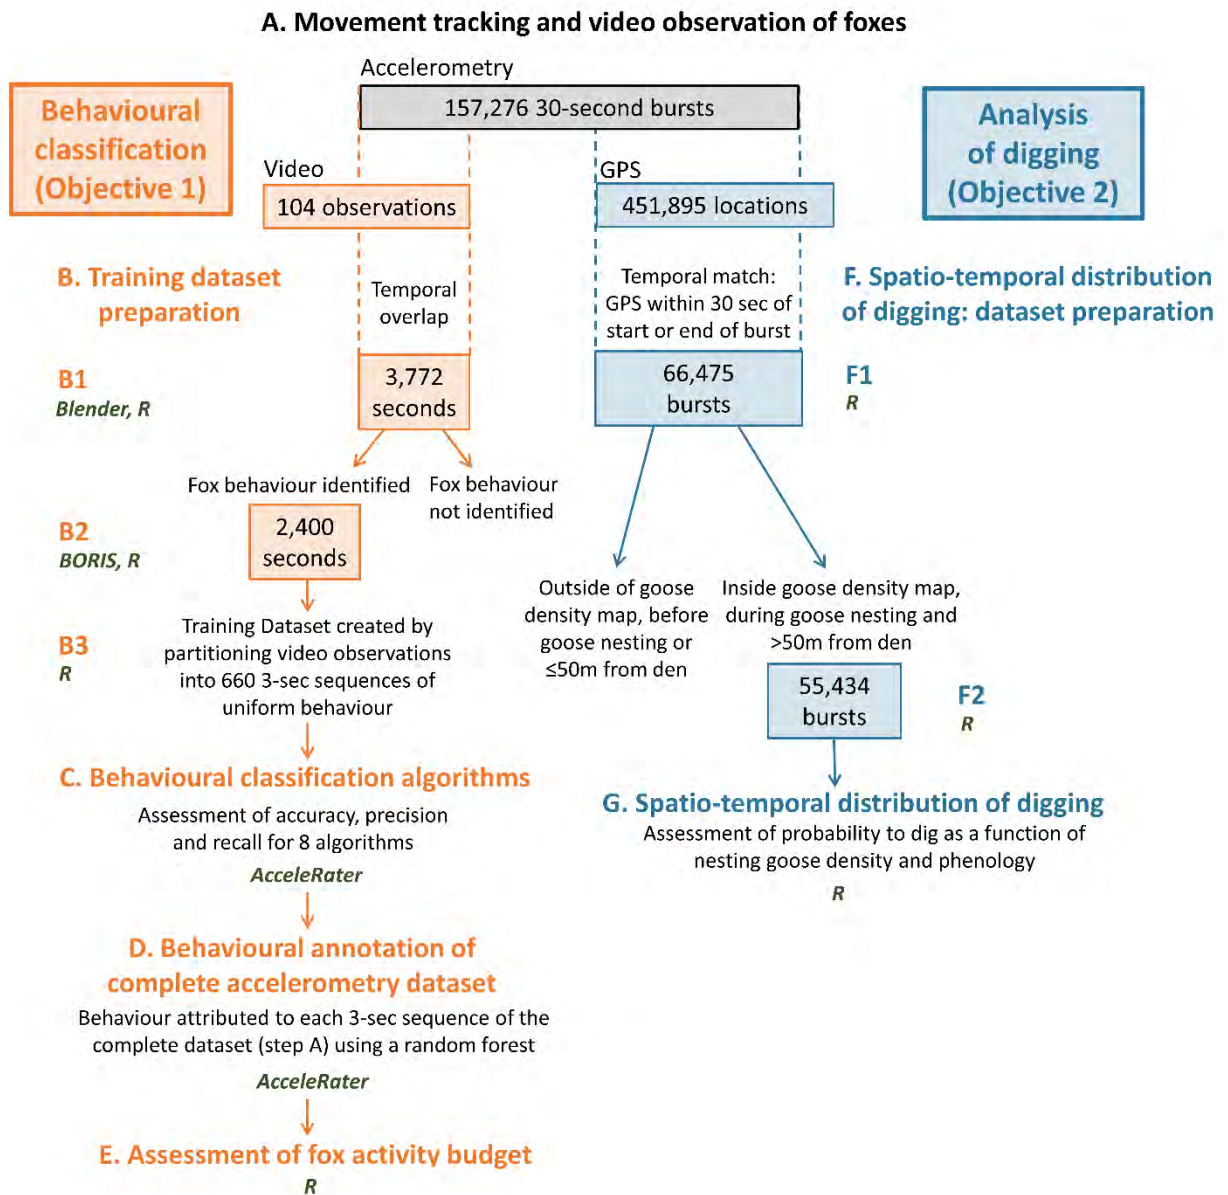 A. Movement tracking and video observation of foxes
Accelerometry
157,276 30-second bursts
Behavioural
classification
(Objective 1)
Analysis
of digging
(Objective 2)
Video
104 observations
GPS
451,895 locations
B. Training dataset
preparation
Temporal
overlap
Temporal match:
GPS within 30 sec of
start or end of burst
F. Spatio-temporal distribution
of digging: dataset preparation
B1
Blender, R
3,772
seconds
66,475
bursts
F1
R
Fox behaviour identified
Fox behaviour
not identified
B2
BORIS, R
2,400
seconds
Outside of goose
density map, before
goose nesting or
≤50m from den
Inside goose density map,
during goose nesting and
>50m from den
B3
R
Training Dataset created by
partitioning video observations
into 660 3-sec sequences of
uniform behaviour
55,434
bursts
F2
R
C. Behavioural classification algorithms
Assessment of accuracy, precision
and recall for 8 algorithms
AcceleRater
G. Spatio-temporal distribution of digging
Assessment of probability to dig as a function of
nesting goose density and phenology
R
D. Behavioural annotation of
complete accelerometry dataset
Behaviour attributed to each 3-sec sequence of the
complete dataset (step A) using a random forest
AcceleRater
E. Assessment of fox activity budget
R